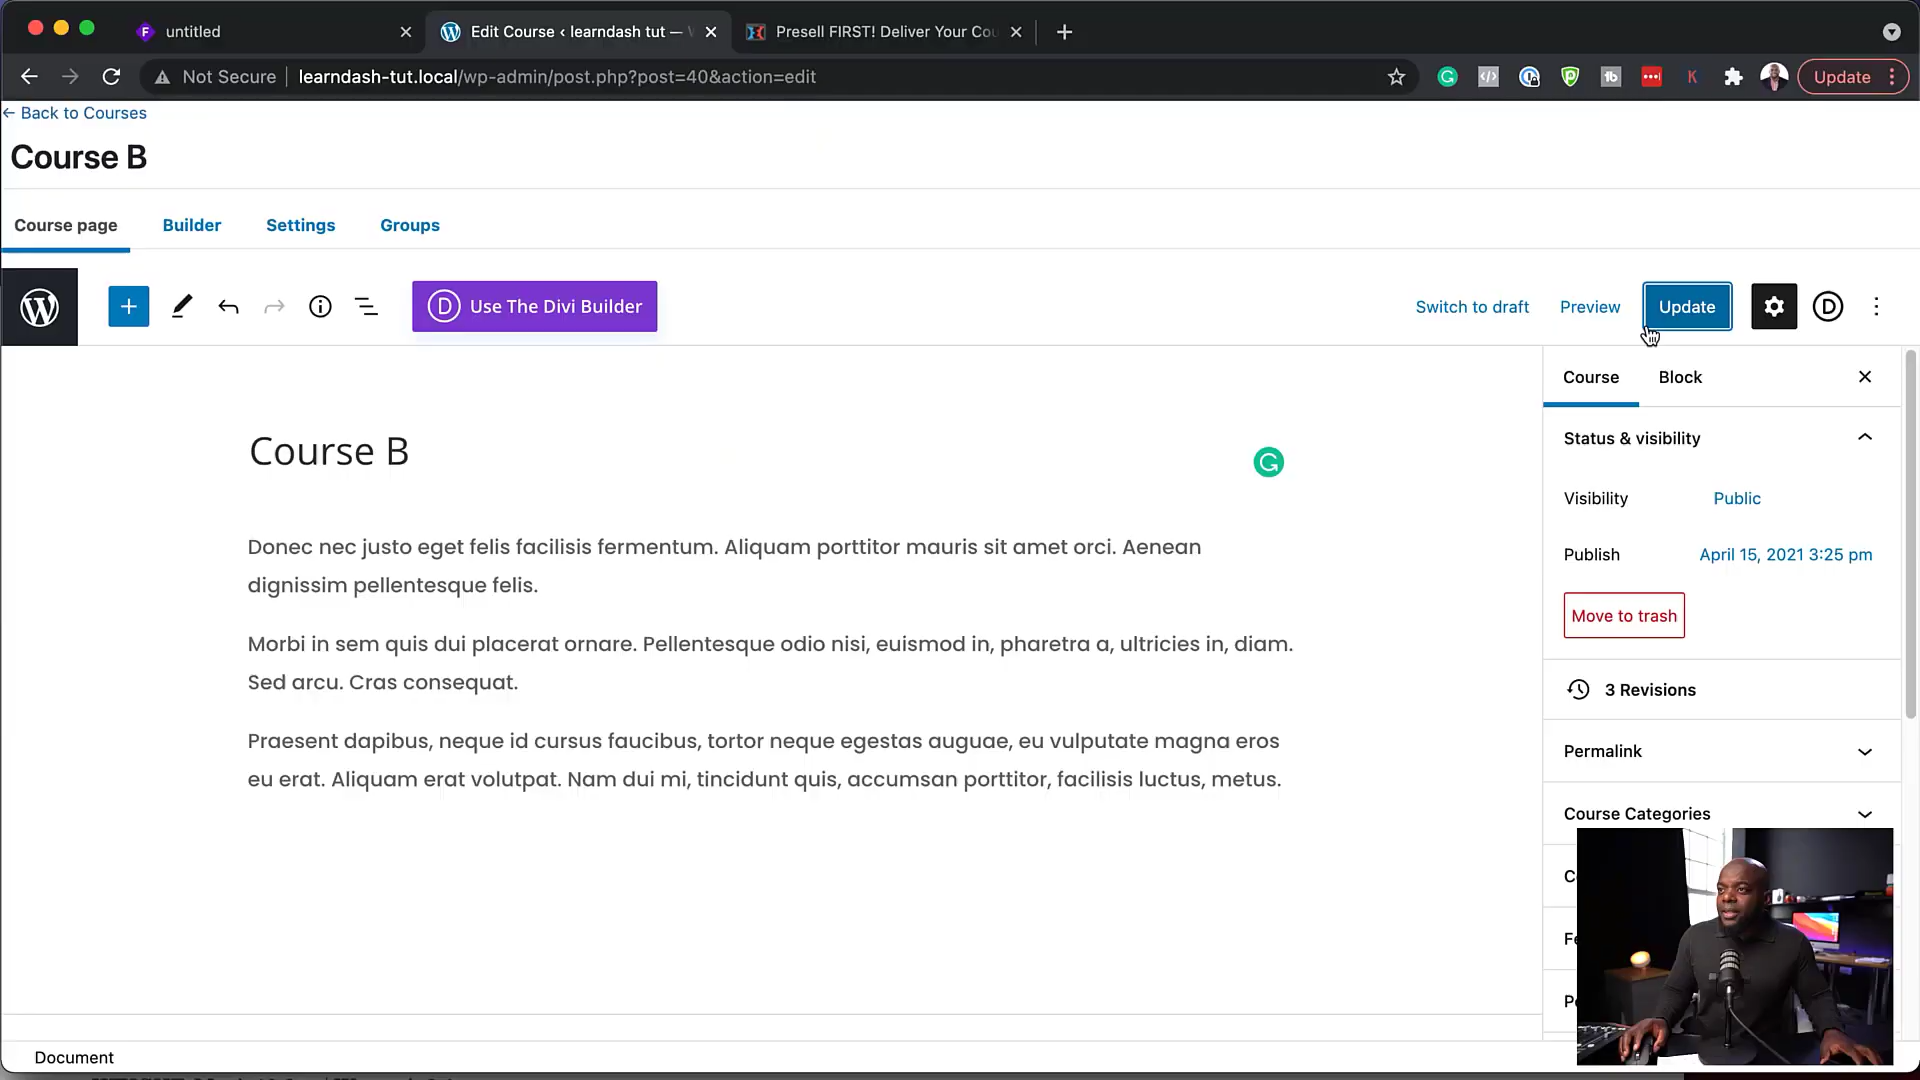 untitled
Edit Course ‹ learndash tut —
Presell FIRST! Deliver Your Cou
Not Secure
learndash-tut.local/wp-admin/post.php?post=40&action=edit
Update
← Back to Courses
Course B
Course page
Builder
Settings
Groups
Use The Divi Builder
Switch to draft
Preview
Update
Course
Block
Course B
Donec nec justo eget felis facilisis fermentum. Aliquam porttitor mauris sit amet orci. Aenean
dignissim pellentesque felis.
Morbi in sem quis dui placerat ornare. Pellentesque odio nisi, euismod in, pharetra a, ultricies in, diam.
Sed arcu. Cras consequat.
Praesent dapibus, neque id cursus faucibus, tortor neque egestas auguae, eu vulputate magna eros
eu erat. Aliquam erat volutpat. Nam dui mi, tincidunt quis, accumsan porttitor, facilisis luctus, metus.
Status & visibility
Visibility
Public
Publish
April 15, 2021 3:25 pm
Move to trash
3 Revisions
Permalink
Course Categories
Document